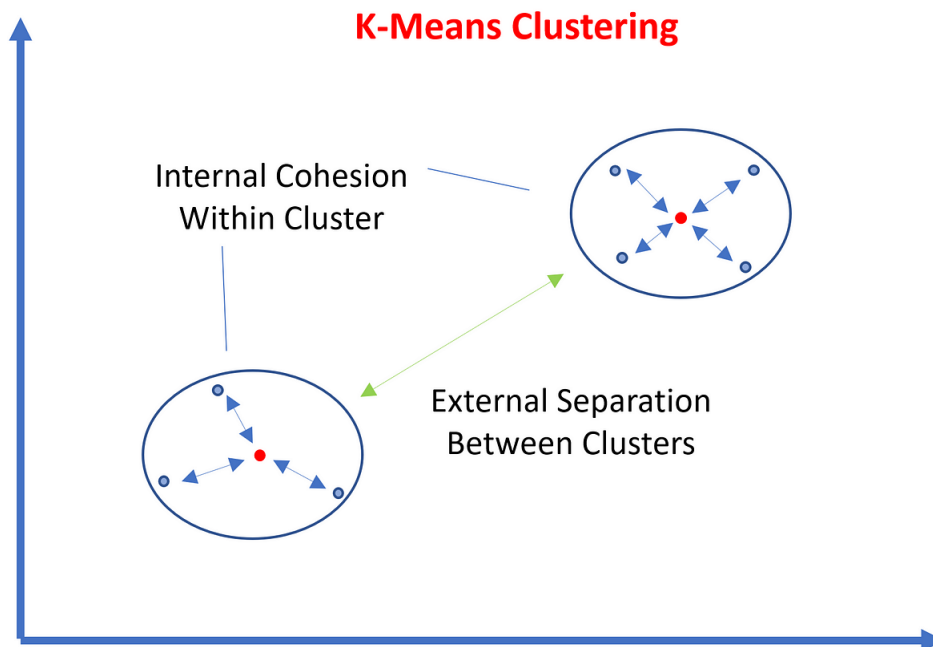 K-Means Clustering
Internal Cohesion
Within Cluster
External Separation
Between Clusters